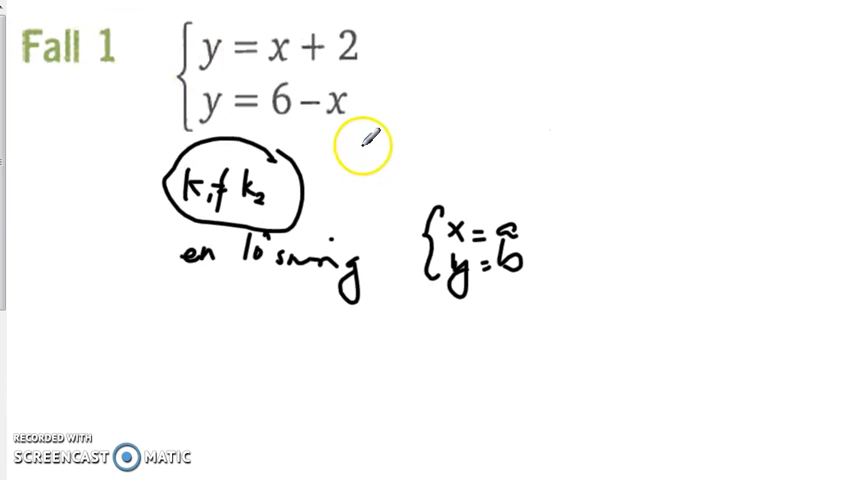 Fall 1
{ y = x + 2
y = 6 – x
k₁ ≠ k₂
en lösning
{ x = a
y = b
RECORDED WITH
SCREENCAST MATIC